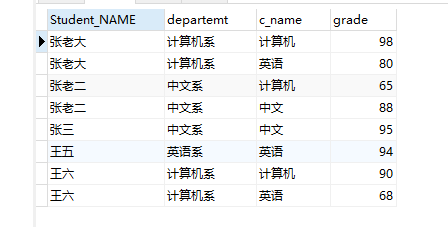 Student_NAME departemt c_name grade
张老大 计算机系 计算机 98
张老大 计算机系 英语 80
张老二 中文系 计算机 65
张老二 中文系 中文 88
张三 中文系 中文 95
王五 英语系 英语 94
王六 计算机系 计算机 90
王六 计算机系 英语 68